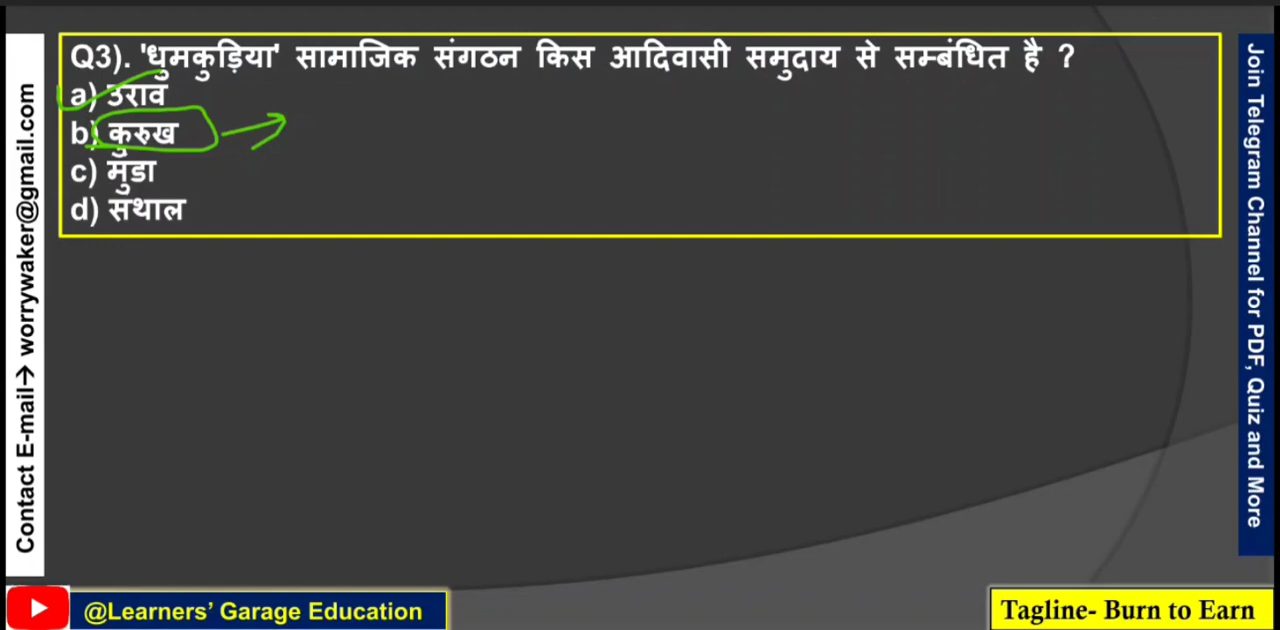 Q3). 'धुमकुड़िया' सामाजिक संगठन किस आदिवासी समुदाय से सम्बंधित है ?
a) उरांव
b) कुरुख
c) मुंडा
d) संथाल
Contact E-mail→ worrywaker@gmail.com
Join Telegram Channel for PDF, Quiz and More
@Learners’ Garage Education
Tagline- Burn to Earn